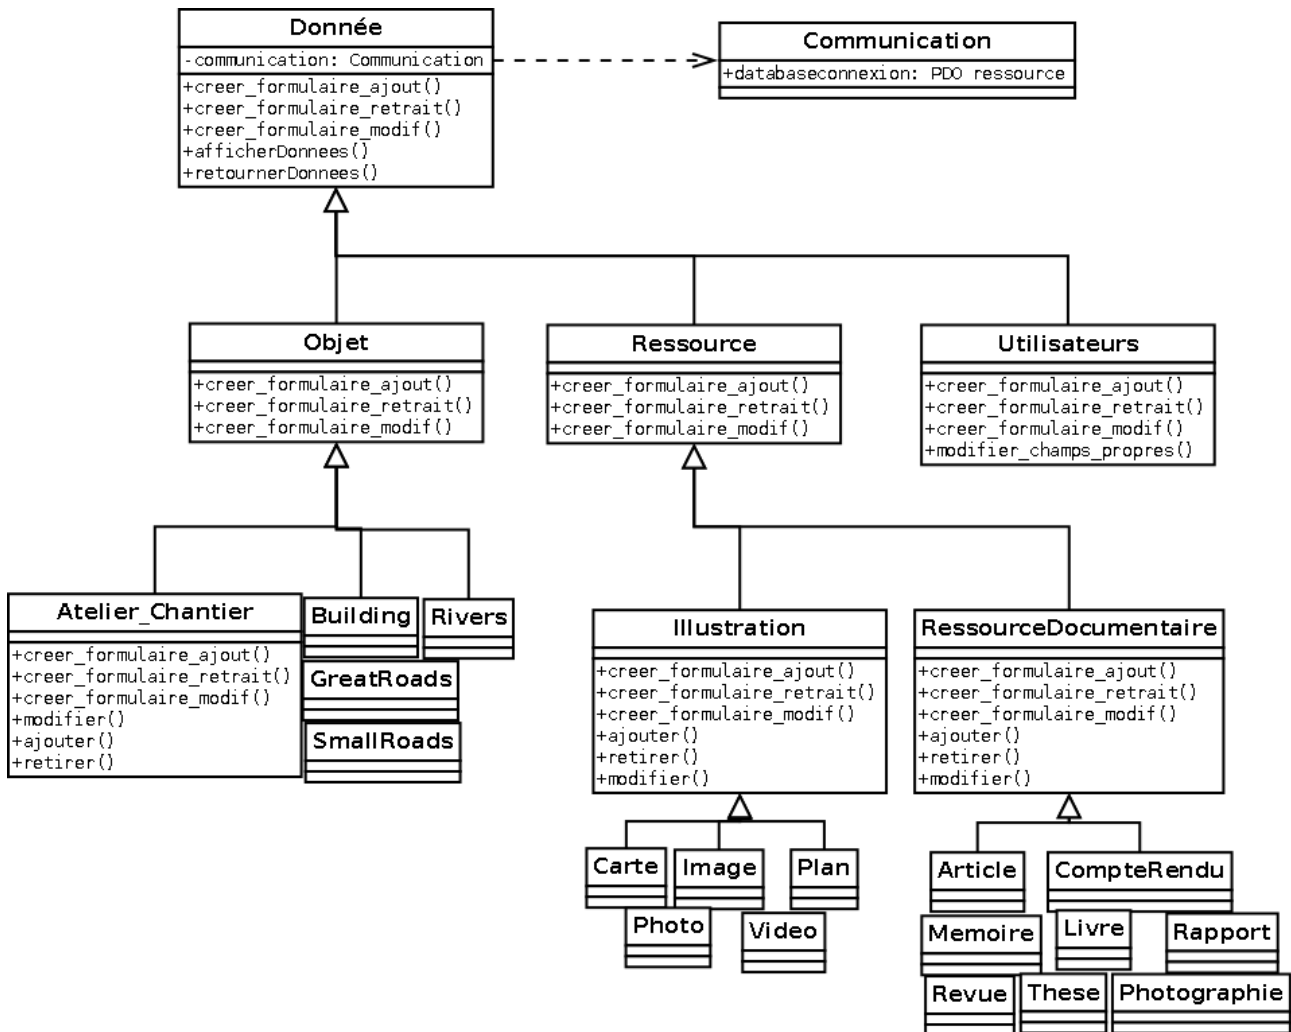 Donnée
-communication: Communication
+creer_formulaire_ajout()
+creer_formulaire_retrait()
+creer_formulaire_modif()
+afficherDonnees()
+retournerDonnees()
Communication
+databaseconnexion: PDO ressource
Objet
+creer_formulaire_ajout()
+creer_formulaire_retrait()
+creer_formulaire_modif()
Ressource
+creer_formulaire_ajout()
+creer_formulaire_retrait()
+creer_formulaire_modif()
Utilisateurs
+creer_formulaire_ajout()
+creer_formulaire_retrait()
+creer_formulaire_modif()
+modifier_champs_propres()
Atelier_Chantier
+creer_formulaire_ajout()
+creer_formulaire_retrait()
+creer_formulaire_modif()
+modifier()
+ajouter()
+retirer()
Building
Rivers
GreatRoads
SmallRoads
Illustration
+creer_formulaire_ajout()
+creer_formulaire_retrait()
+creer_formulaire_modif()
+ajouter()
+retirer()
+modifier()
RessourceDocumentaire
+creer_formulaire_ajout()
+creer_formulaire_retrait()
+creer_formulaire_modif()
+ajouter()
+retirer()
+modifier()
Carte
Image
Plan
Photo
Video
Article
CompteRendu
Memoire
Livre
Rapport
Revue
These
Photographie